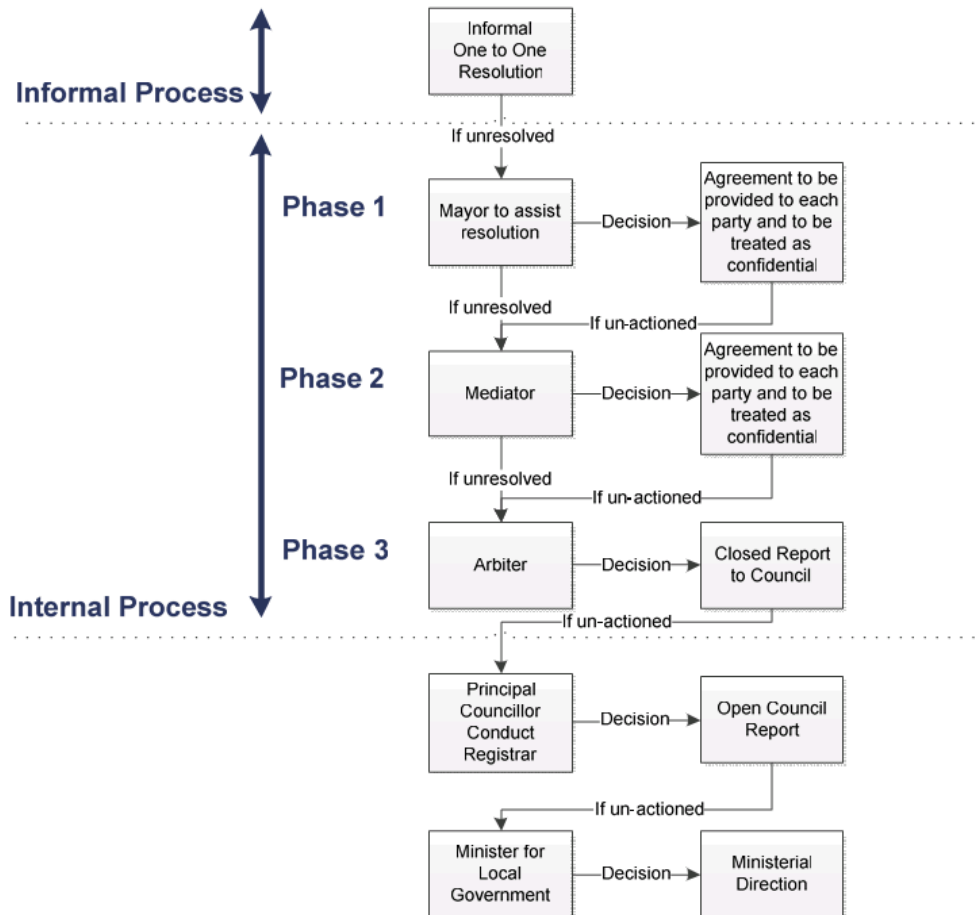 Informal
One to One
Resolution
Informal Process
If unresolved
Phase 1
Mayor to assist
resolution
Decision
Agreement to be
provided to each
party and to be
treated as
confidential
If unresolved
If un-actioned
Phase 2
Mediator
Decision
Agreement to be
provided to each
party and to be
treated as
confidential
If unresolved
If un-actioned
Phase 3
Arbiter
Decision
Closed Report
to Council
Internal Process
If un-actioned
Principal
Councillor
Conduct
Registrar
Decision
Open Council
Report
If un-actioned
Minister for
Local
Government
Decision
Ministerial
Direction